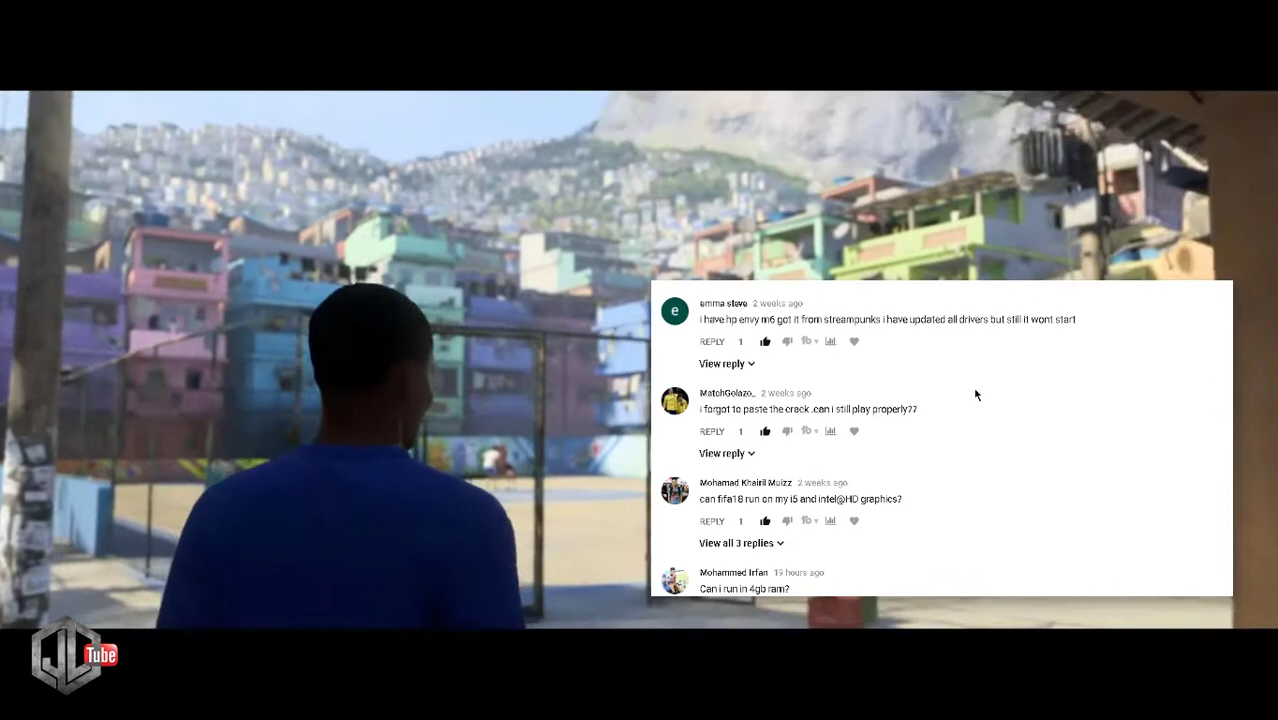 emma steve 2 weeks ago
i have hp envy m6 got it from streampunks i have updated all drivers but still it wont start
REPLY 1
View reply
MatchGolazo_ 2 weeks ago
i forgot to paste the crack .can i still play properly??
REPLY 1
View reply
Mohamad Khairil Muizz 2 weeks ago
can fifa18 run on my i5 and intel@HD graphics?
REPLY 1
View all 3 replies
Mohammed Irfan 19 hours ago
Can i run in 4gb ram?
JL Tube